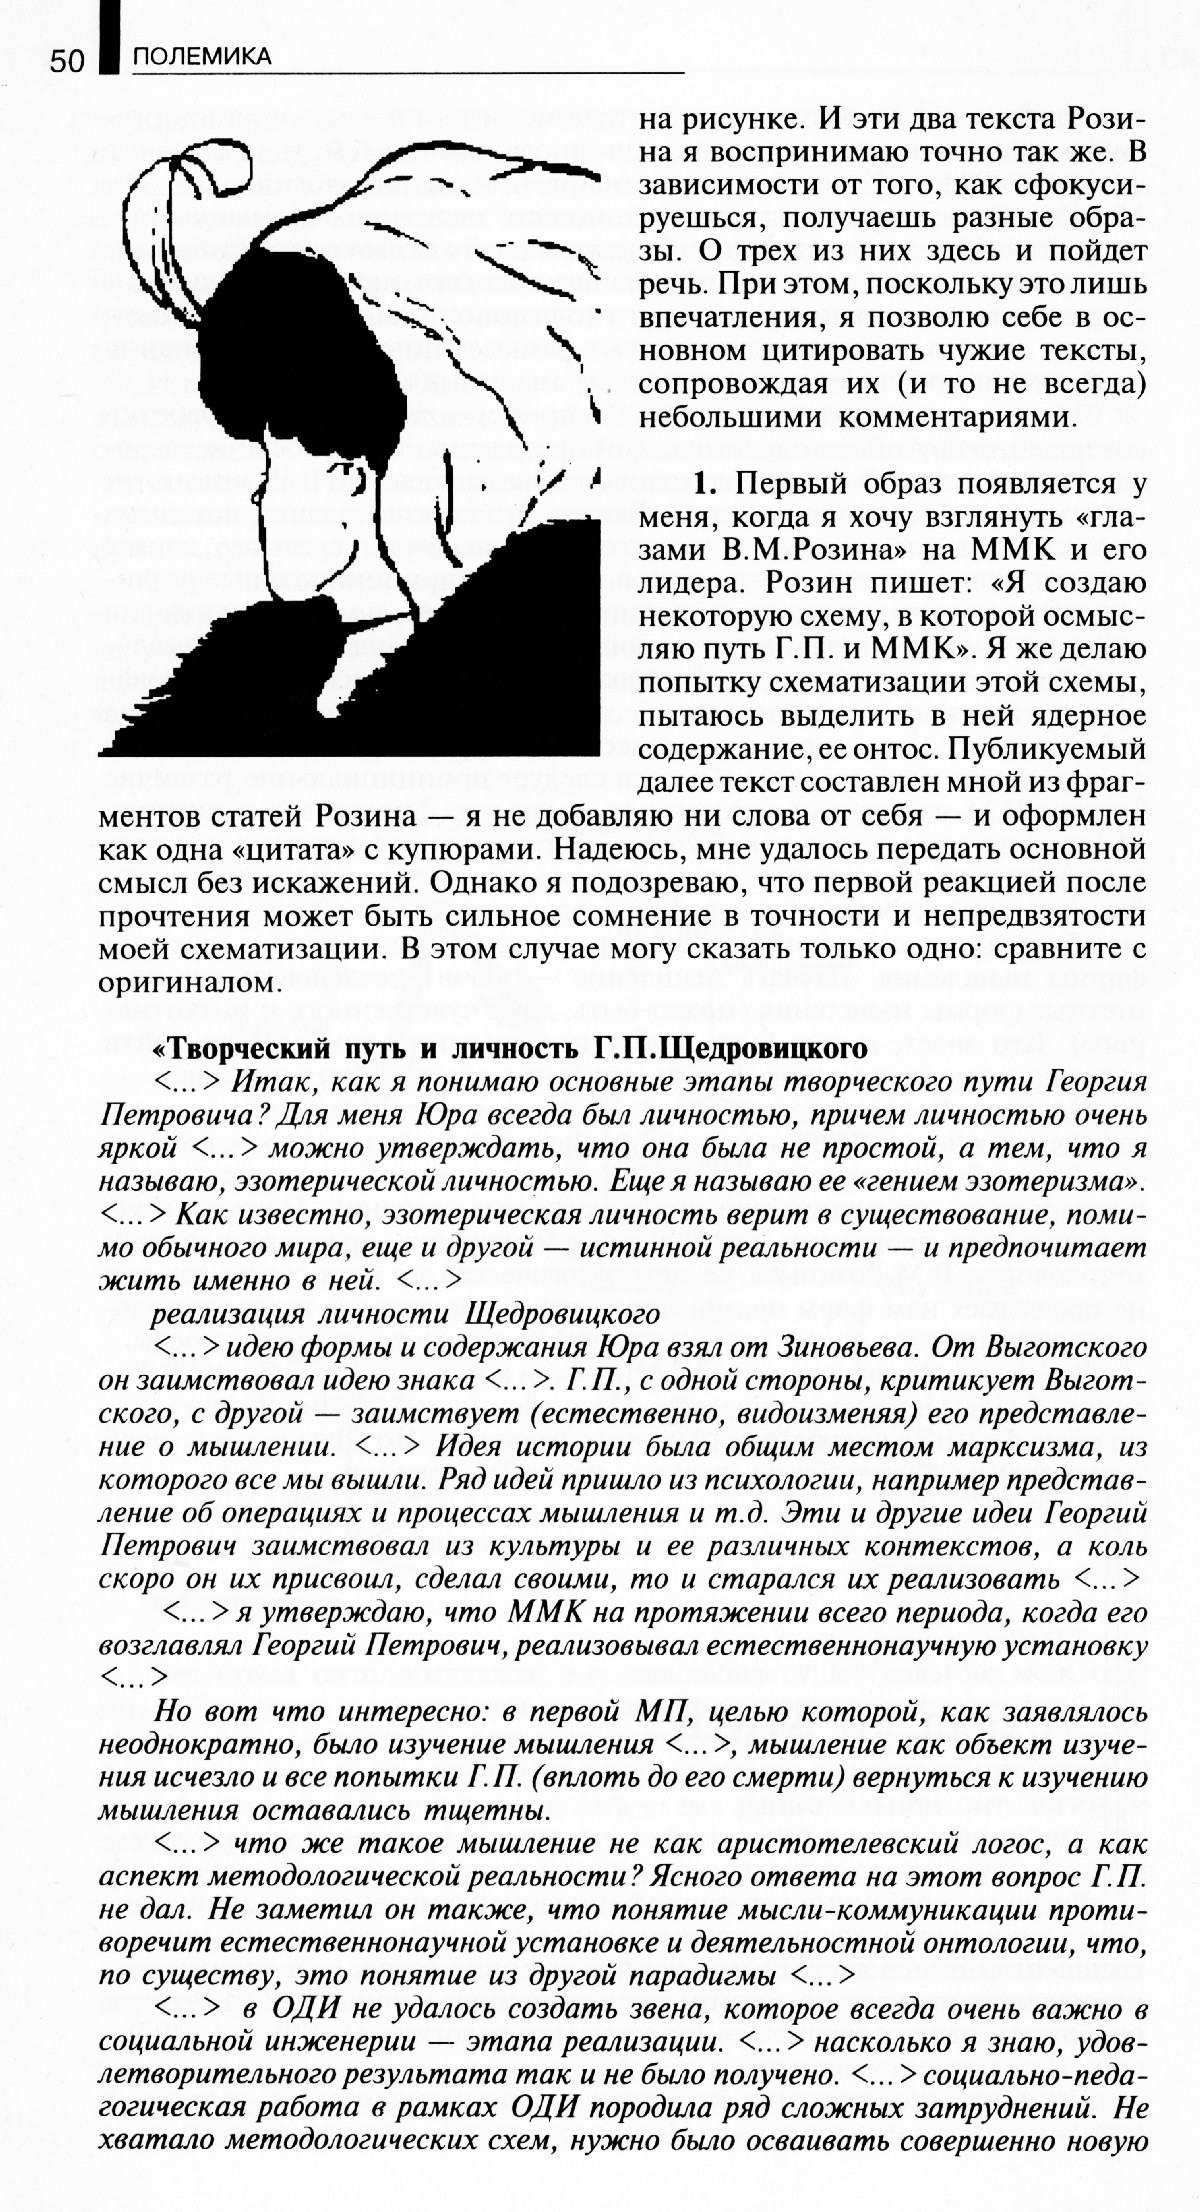 50 ПОЛЕМИКА
на рисунке. И эти два текста Рози-
на я воспринимаю точно так же. В
зависимости от того, как сфокуси-
руешься, получаешь разные обра-
зы. О трех из них здесь и пойдет
речь. При этом, поскольку это лишь
впечатления, я позволю себе в ос-
новном цитировать чужие тексты,
сопровождая их (и то не всегда)
небольшими комментариями.
1. Первый образ появляется у
меня, когда я хочу взглянуть «гла-
зами В.М.Розина» на ММК и его
лидера. Розин пишет: «Я создаю
некоторую схему, в которой осмыс-
ляю путь Г.П. и ММК». Я же делаю
попытку схематизации этой схемы,
пытаюсь выделить в ней ядерное
содержание, ее онтос. Публикуемый
далее текст составлен мной из фраг-
ментов статей Розина — я не добавляю ни слова от себя — и оформлен
как одна «цитата» с купюрами. Надеюсь, мне удалось передать основной
смысл без искажений. Однако я подозреваю, что первой реакцией после
прочтения может быть сильное сомнение в точности и непредвзятости
моей схематизации. В этом случае могу сказать только одно: сравните с
оригиналом.
«Творческий путь и личность Г.П.Щедровицкого
<...> Итак, как я понимаю основные этапы творческого пути Георгия
Петровича? Для меня Юра всегда был личностью, причем личностью очень
яркой <...> можно утверждать, что она была не простой, а тем, что я
называю, эзотерической личностью. Еще я называю ее «гением эзотеризма».
<...> Как известно, эзотерическая личность верит в существование, поми-
мо обычного мира, еще и другой — истинной реальности — и предпочитает
жить именно в ней. <...>
реализация личности Щедровицкого
<...> идею формы и содержания Юра взял от Зиновьева. От Выготского
он заимствовал идею знака <...>. Г.П., с одной стороны, критикует Выгот-
ского, с другой — заимствует (естественно, видоизменяя) его представле-
ние о мышлении. <...> Идея истории была общим местом марксизма, из
которого все мы вышли. Ряд идей пришло из психологии, например представ-
ление об операциях и процессах мышления и т.д. Эти и другие идеи Георгий
Петрович заимствовал из культуры и ее различных контекстов, а коль
скоро он их присвоил, сделал своими, то и старался их реализовать <...>
<...> я утверждаю, что ММК на протяжении всего периода, когда его
возглавлял Георгий Петрович, реализовывал естественнонаучную установку
<...>
Но вот что интересно: в первой МП, целью которой, как заявлялось
неоднократно, было изучение мышления <...>, мышление как объект изуче-
ния исчезло и все попытки Г.П. (вплоть до его смерти) вернуться к изучению
мышления оставались тщетны.
<...> что же такое мышление не как аристотелевский логос, а как
аспект методологической реальности? Ясного ответа на этот вопрос Г.П.
не дал. Не заметил он также, что понятие мысли-коммуникации проти-
воречит естественнонаучной установке и деятельностной онтологии, что,
по существу, это понятие из другой парадигмы <...>
<...> в ОДИ не удалось создать звена, которое всегда очень важно в
социальной инженерии — этапа реализации. <...> насколько я знаю, удов-
летворительного результата так и не было получено. <...> социально-педа-
гогическая работа в рамках ОДИ породила ряд сложных затруднений. Не
хватало методологических схем, нужно было осваивать совершенно новую